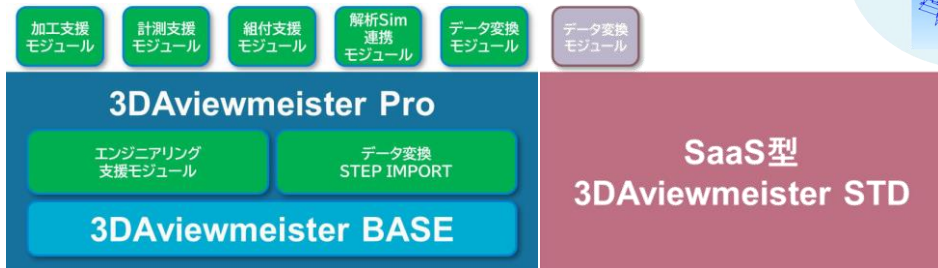 加工支援
モジュール
計測支援
モジュール
組付支援
モジュール
解析Sim
連携
モジュール
データ変換
モジュール
データ変換
モジュール
3DAviewmeister Pro
エンジニアリング
支援モジュール
データ変換
STEP IMPORT
3DAviewmeister BASE
SaaS型
3DAviewmeister STD